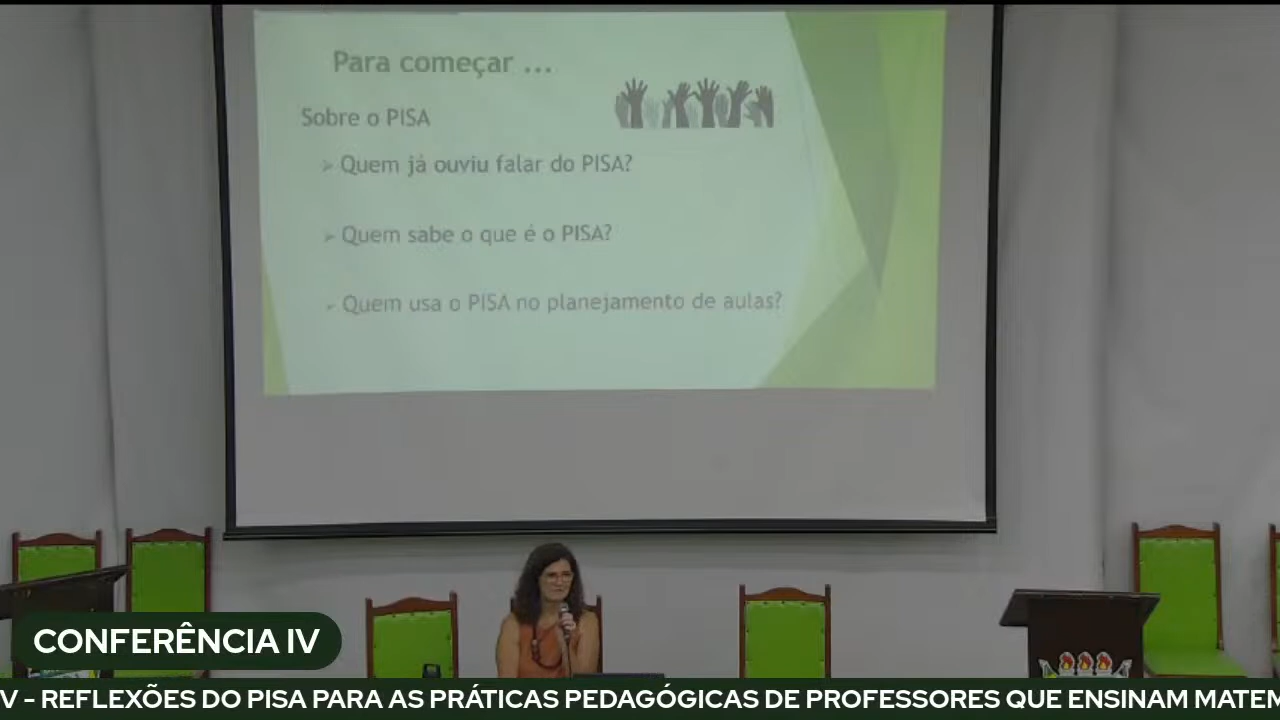 Para começar ...
Sobre o PISA
➢ Quem já ouviu falar do PISA?
➢ Quem sabe o que é o PISA?
➢ Quem usa o PISA no planejamento de aulas?
CONFERÊNCIA IV
V - REFLEXÕES DO PISA PARA AS PRÁTICAS PEDAGÓGICAS DE PROFESSORES QUE ENSINAM MATEM